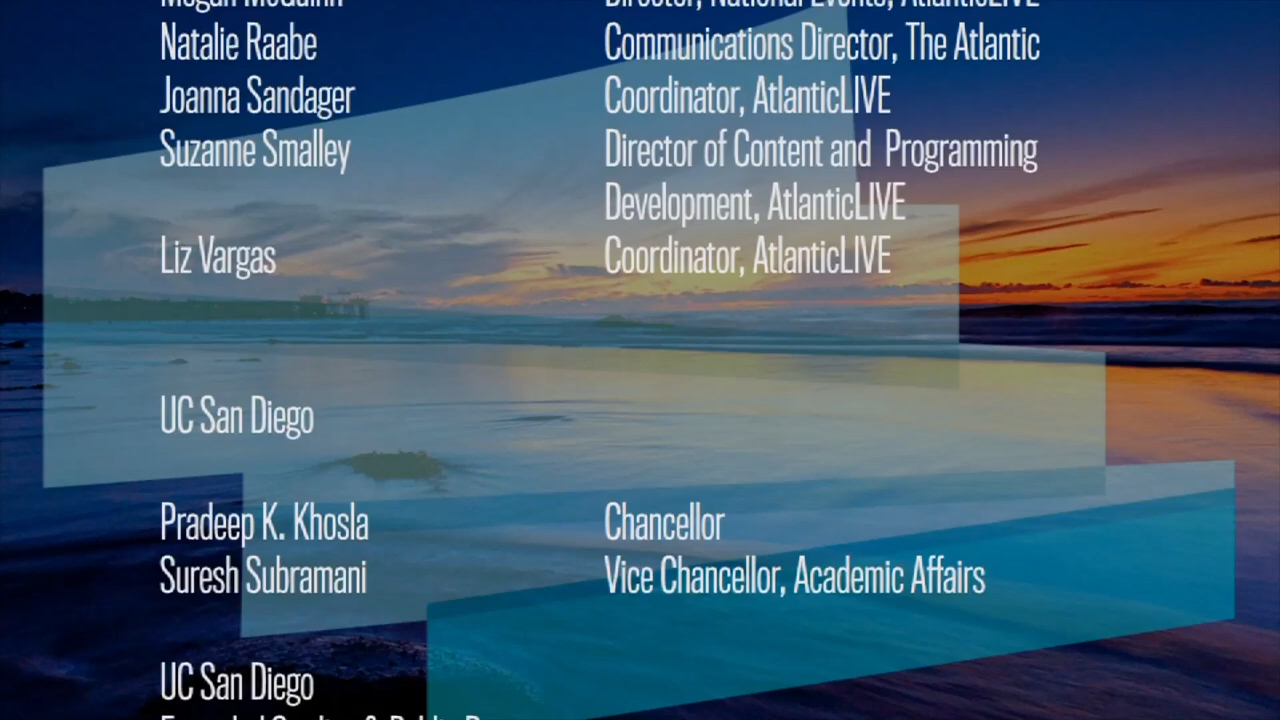 Natalie Raabe Communications Director, The Atlantic
Joanna Sandager Coordinator, AtlanticLIVE
Suzanne Smalley Director of Content and Programming
Development, AtlanticLIVE
Liz Vargas Coordinator, AtlanticLIVE
UC San Diego
Pradeep K. Khosla Chancellor
Suresh Subramani Vice Chancellor, Academic Affairs
UC San Diego